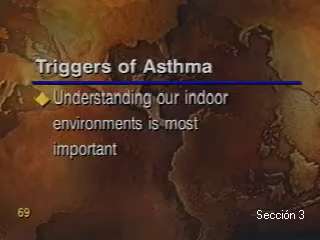 Triggers of Asthma
Understanding our indoor
environments is most
important
69
Sección 3